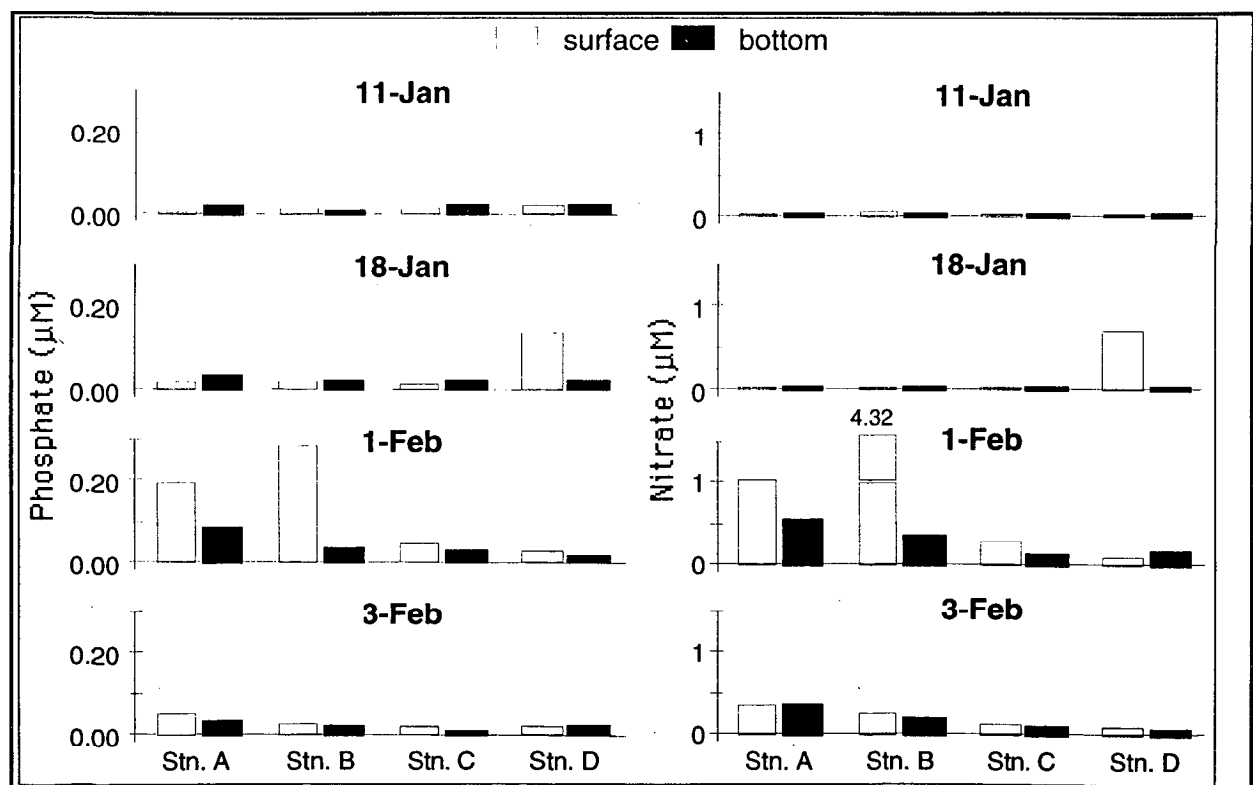 surface bottom
11-Jan
0.20
0.00
18-Jan
0.20
0.00
1-Feb
0.20
0.00
3-Feb
0.20
0.00
Phosphate (µM)
Stn. A Stn. B Stn. C Stn. D
11-Jan
1
0
18-Jan
1
0
4.32
1-Feb
1
0
3-Feb
1
0
Nitrate (µM)
Stn. A Stn. B Stn. C Stn. D